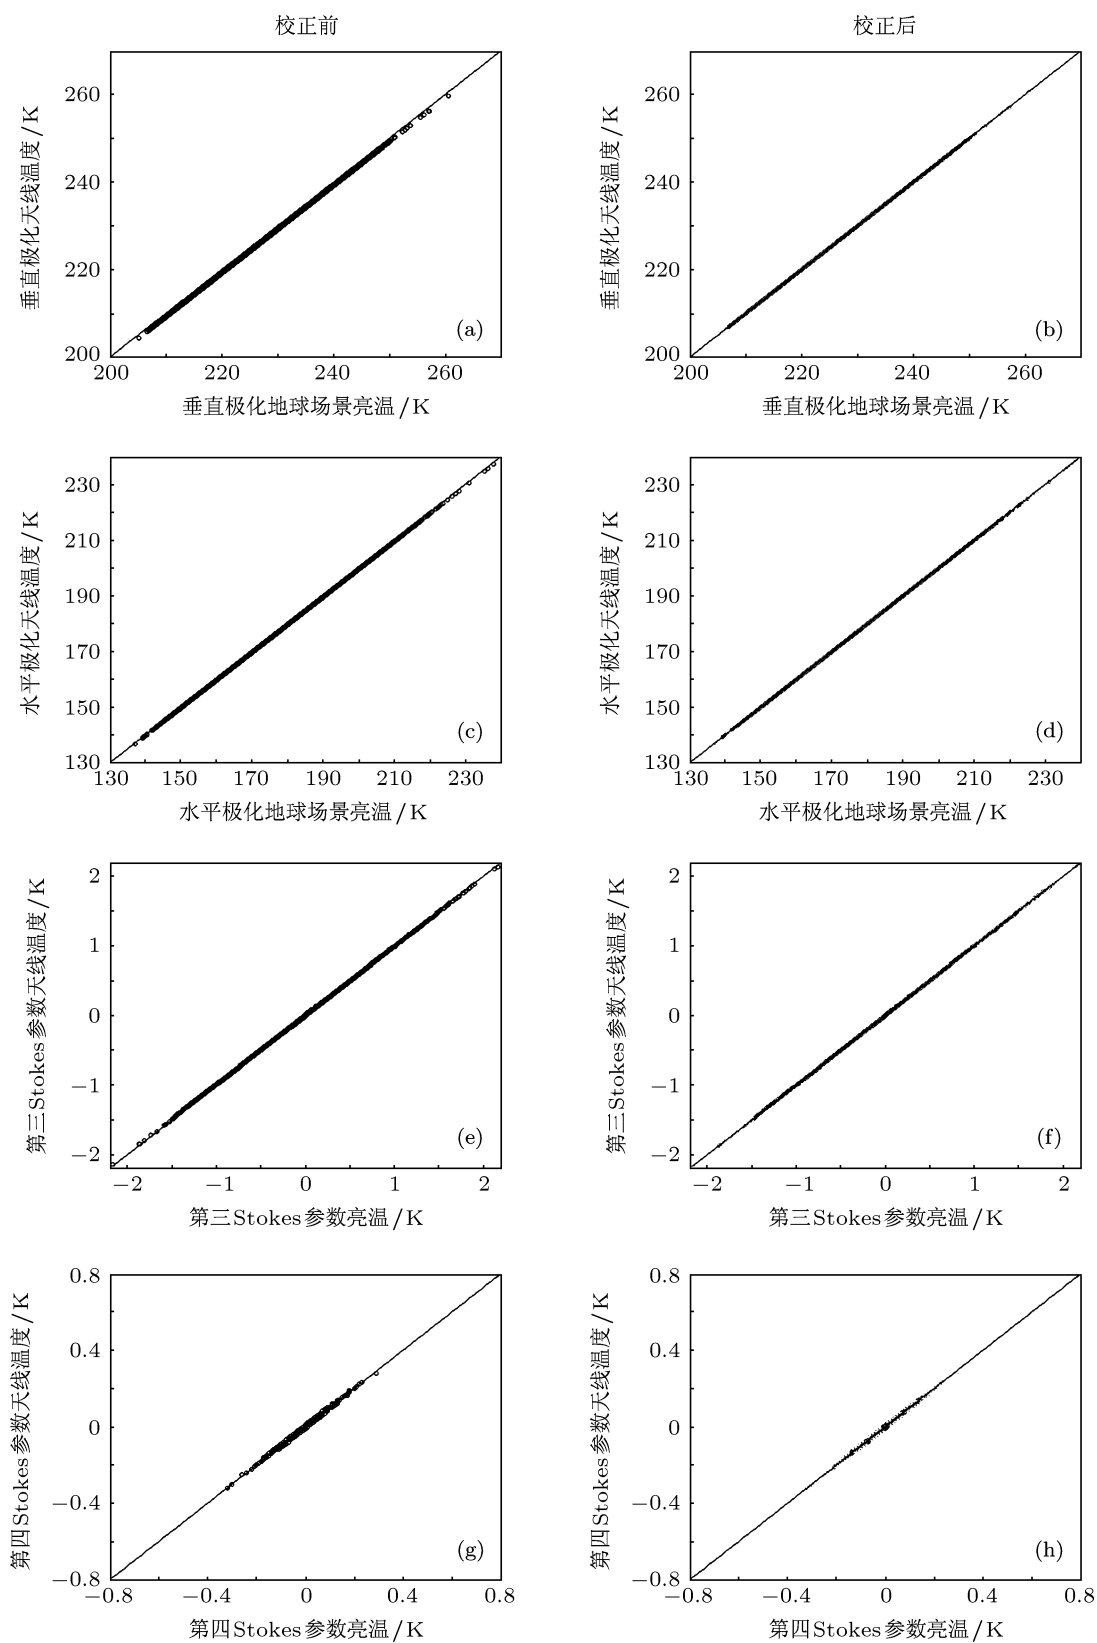 校正前
校正后
垂直极化天线温度/K
260
240
220
200
(a)
200 220 240 260
垂直极化地球场景亮温/K
垂直极化天线温度/K
260
240
220
200
(b)
200 220 240 260
垂直极化地球场景亮温/K
水平极化天线温度/K
230
210
190
170
150
130
(c)
130 150 170 190 210 230
水平极化地球场景亮温/K
水平极化天线温度/K
230
210
190
170
150
130
(d)
130 150 170 190 210 230
水平极化地球场景亮温/K
第三Stokes参数天线温度/K
2
1
0
−1
−2
(e)
−2 −1 0 1 2
第三Stokes参数亮温/K
第三Stokes参数天线温度/K
2
1
0
−1
−2
(f)
−2 −1 0 1 2
第三Stokes参数亮温/K
第四Stokes参数天线温度/K
0.8
0.4
0
−0.4
−0.8
(g)
−0.8 −0.4 0 0.4 0.8
第四Stokes参数亮温/K
第四Stokes参数天线温度/K
0.8
0.4
0
−0.4
−0.8
(h)
−0.8 −0.4 0 0.4 0.8
第四Stokes参数亮温/K